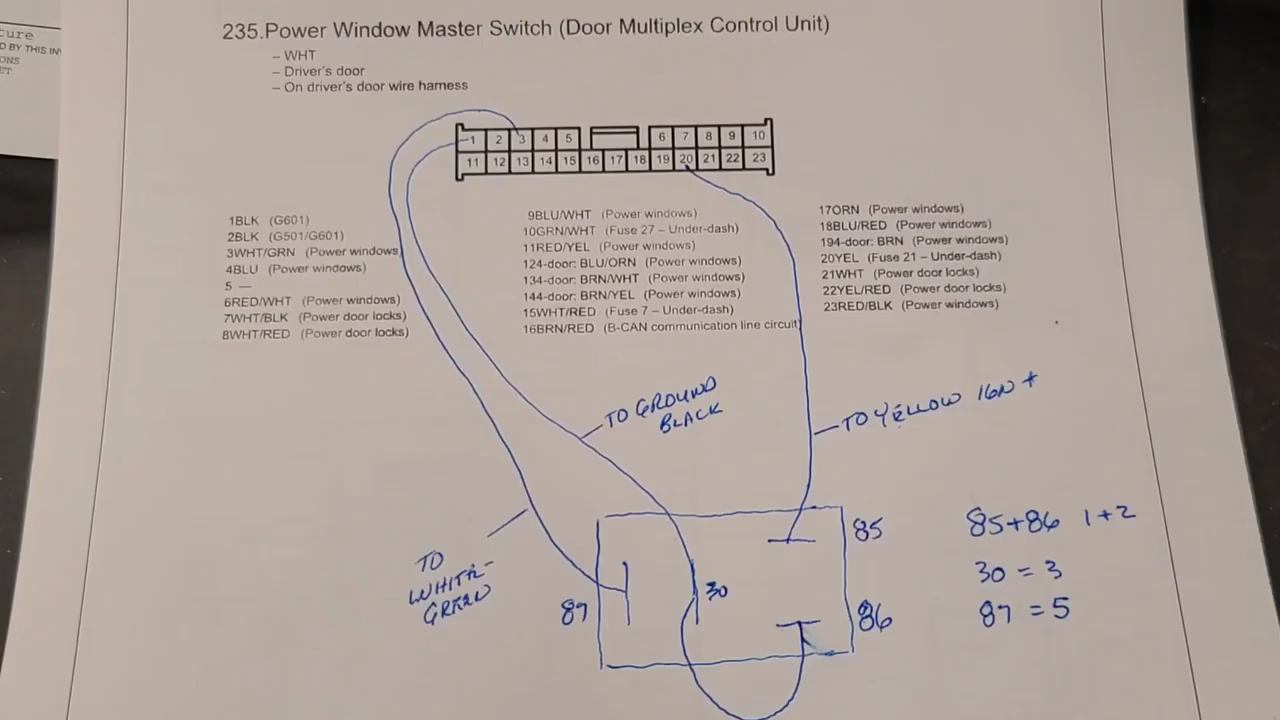 cure
D BY THIS IN
ONS
ET
235.Power Window Master Switch (Door Multiplex Control Unit)
– WHT
– Driver's door
– On driver's door wire harness
1 2 3 4 5 6 7 8 9 10
11 12 13 14 15 16 17 18 19 20 21 22 23
1BLK (G601)
2BLK (G501/G601)
3WHT/GRN (Power windows)
4BLU (Power windows)
5 —
6RED/WHT (Power windows)
7WHT/BLK (Power door locks)
8WHT/RED (Power door locks)
9BLU/WHT (Power windows)
10GRN/WHT (Fuse 27 – Under-dash)
11RED/YEL (Power windows)
124-door: BLU/ORN (Power windows)
134-door: BRN/WHT (Power windows)
144-door: BRN/YEL (Power windows)
15WHT/RED (Fuse 7 – Under-dash)
16BRN/RED (B-CAN communication line circuit)
17ORN (Power windows)
18BLU/RED (Power windows)
194-door: BRN (Power windows)
20YEL (Fuse 21 – Under-dash)
21WHT (Power door locks)
22YEL/RED (Power door locks)
23RED/BLK (Power windows)
TO GROUND
BLACK
TO YELLOW IGN +
TO
WHITE-
GREEN
87
30
85
86
85+86 1+2
30 = 3
87 = 5